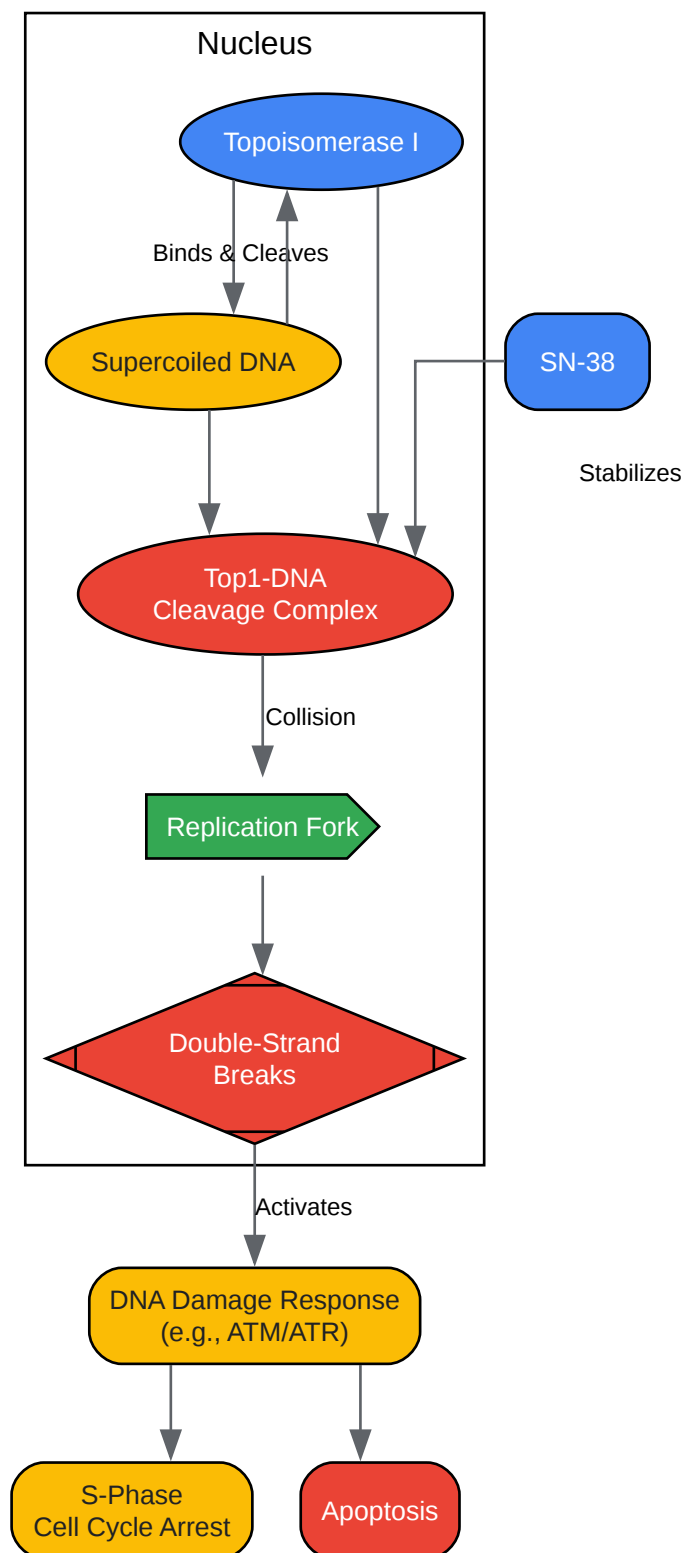 Nucleus
Topoisomerase I
Binds & Cleaves
Supercoiled DNA
SN-38
Stabilizes
Top1-DNA
Cleavage Complex
Collision
Replication Fork
Double-Strand
Breaks
Activates
DNA Damage Response
(e.g., ATM/ATR)
S-Phase
Cell Cycle Arrest
Apoptosis